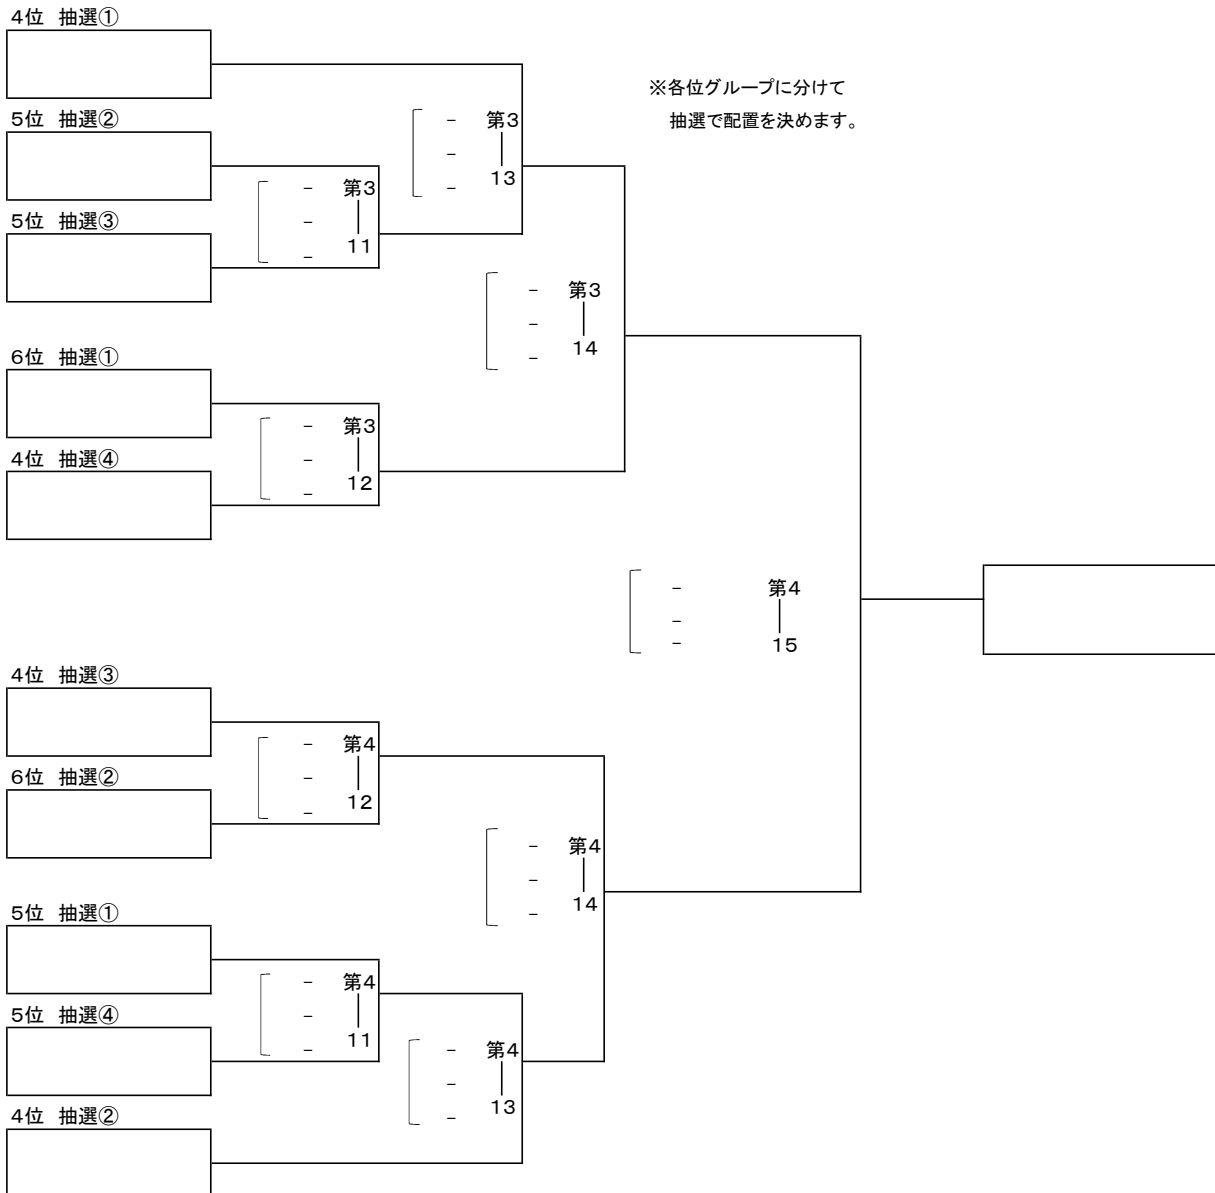 4位 抽選①
※各位グループに分けて
抽選で配置を決めます。
5位 抽選②
- 第3
-
- 13
- 第3
-
- 11
5位 抽選③
- 第3
-
- 14
6位 抽選①
- 第3
-
- 12
4位 抽選④
- 第4
-
- 15
4位 抽選③
- 第4
-
- 12
6位 抽選②
- 第4
-
- 14
5位 抽選①
- 第4
-
- 11
5位 抽選④
- 第4
-
- 13
4位 抽選②